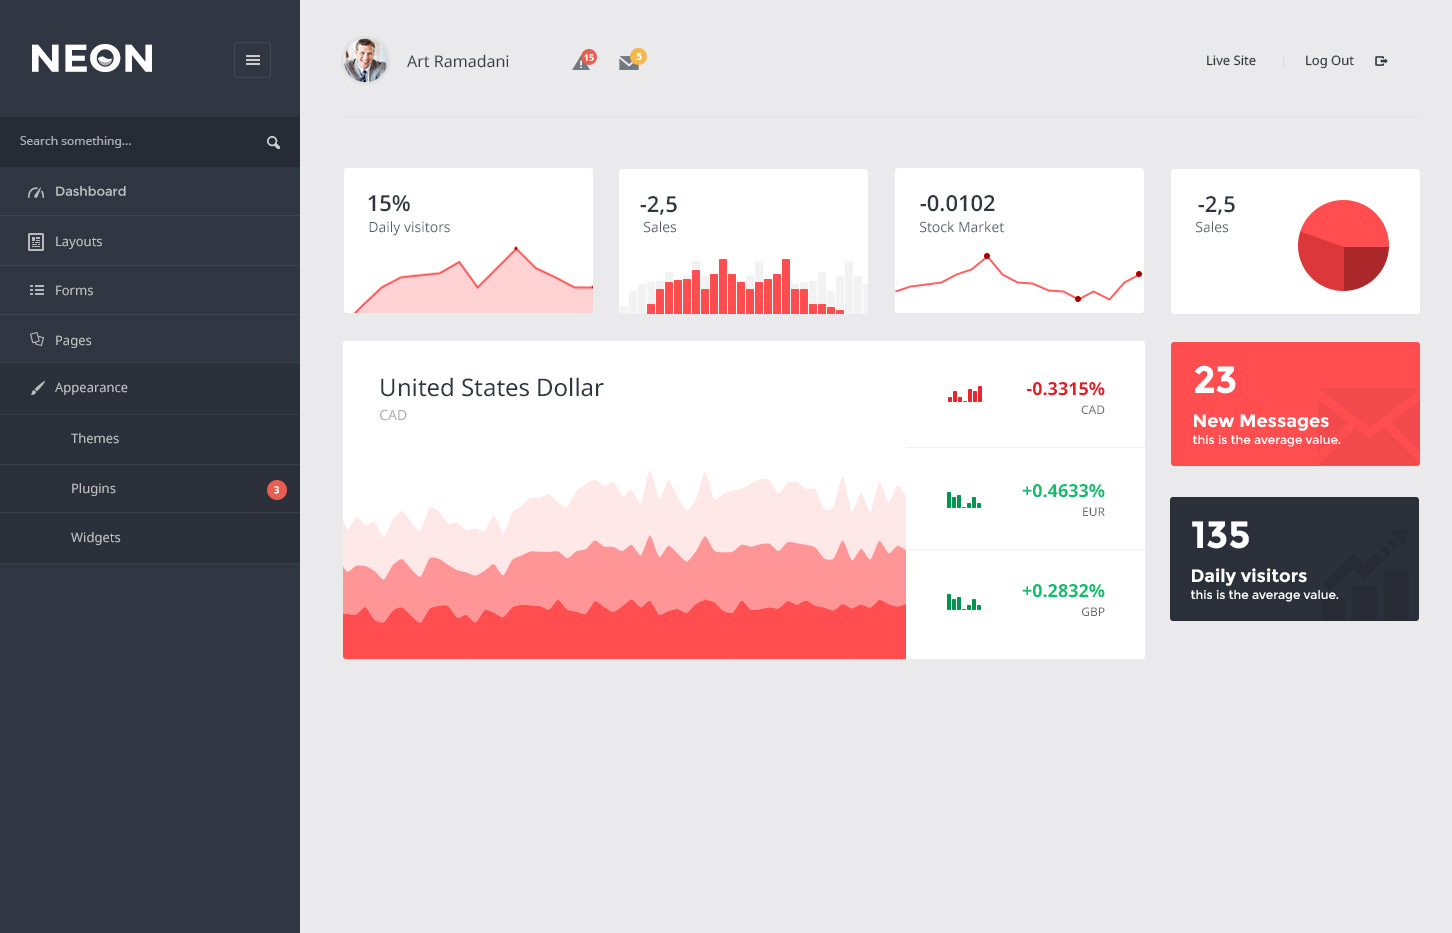 NEON
Art Ramadani
15
5
Live Site
Log Out
Search something...
Dashboard
Layouts
Forms
Pages
Appearance
Themes
Plugins
3
Widgets
15%
Daily visitors
-2,5
Sales
-0.0102
Stock Market
-2,5
Sales
United States Dollar
CAD
-0.3315%
CAD
+0.4633%
EUR
+0.2832%
GBP
23
New Messages
this is the average value.
135
Daily visitors
this is the average value.